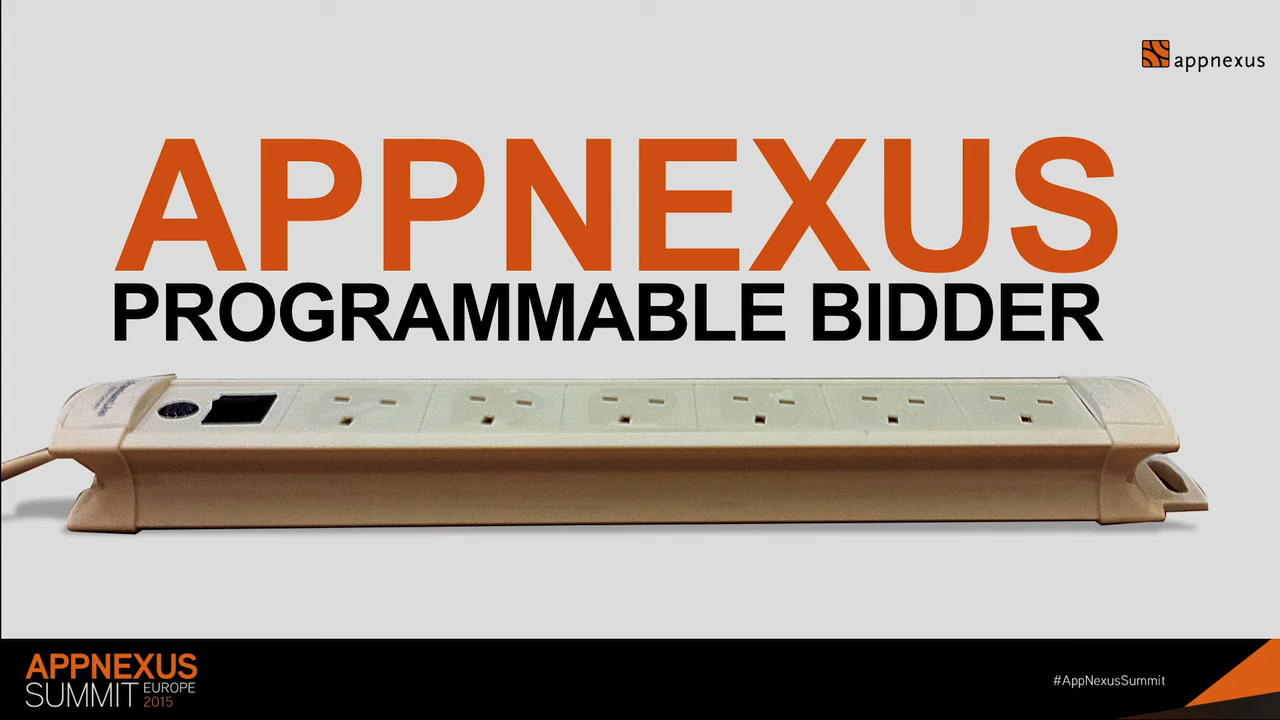 appnexus
APPNEXUS
PROGRAMMABLE BIDDER
APPNEXUS
SUMMIT EUROPE
2015
#AppNexusSummit